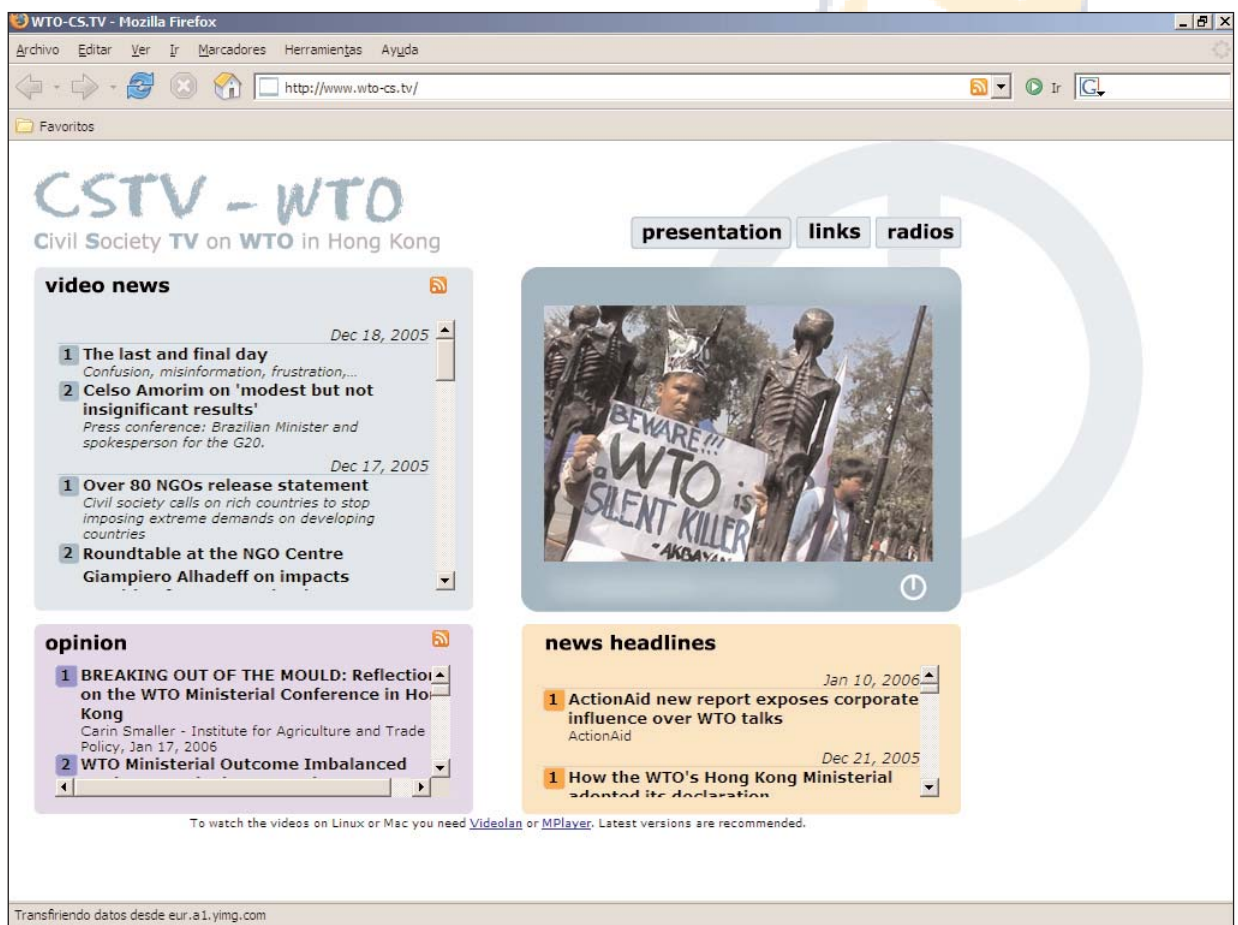 WTO-CS.TV - Mozilla Firefox
Archivo Editar Ver Ir Marcadores Herramientas Ayuda
http://www.wto-cs.tv/
Ir
G
Favoritos
CSTV - WTO
Civil Society TV on WTO in Hong Kong
presentation links radios
video news
Dec 18, 2005
1 The last and final day
Confusion, misinformation, frustration,...
2 Celso Amorim on 'modest but not
insignificant results'
Press conference: Brazilian Minister and
spokesperson for the G20.
Dec 17, 2005
1 Over 80 NGOs release statement
Civil society calls on rich countries to stop
imposing extreme demands on developing
countries
2 Roundtable at the NGO Centre
Giampiero Alhadeff on impacts
BEWARE!!!
a WTO is
SILENT KILLER
-AKBAYAN
opinion
1 BREAKING OUT OF THE MOULD: Reflection
on the WTO Ministerial Conference in Ho
Kong
Carin Smaller - Institute for Agriculture and Trade
Policy, Jan 17, 2006
2 WTO Ministerial Outcome Imbalanced
news headlines
Jan 10, 2006
1 ActionAid new report exposes corporate
influence over WTO talks
ActionAid
Dec 21, 2005
1 How the WTO's Hong Kong Ministerial
adopted its declaration
To watch the videos on Linux or Mac you need Videolan or MPlayer. Latest versions are recommended.
Transfiriendo datos desde eur.a1.yimg.com